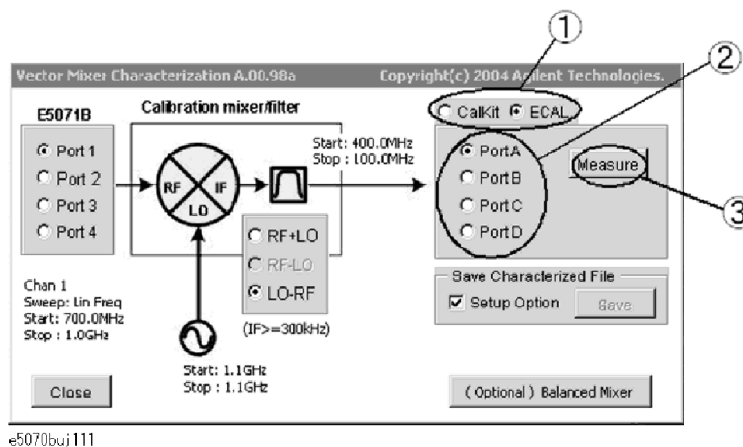 ①
②
Vector Mixer Characterization A.00.98a Copyright(c) 2004 Agilent Technologies.
E5071B
Calibration mixer/filter
CalKit ECAL
Port 1
Port 2
Port 3
Port 4
RF IF
LO
Start: 400.0MHz
Stop : 100.0MHz
PortA
PortB
PortC
PortD
Measure
③
RF+LO
RF-LO
LO-RF
(IF>=300kHz)
Chan 1
Sweep: Lin Freq
Start: 700.0MHz
Stop : 1.0GHz
Start: 1.1GHz
Stop : 1.1GHz
Save Characterized File
Setup Option Save
Close
( Optional ) Balanced Mixer
e5070buj111